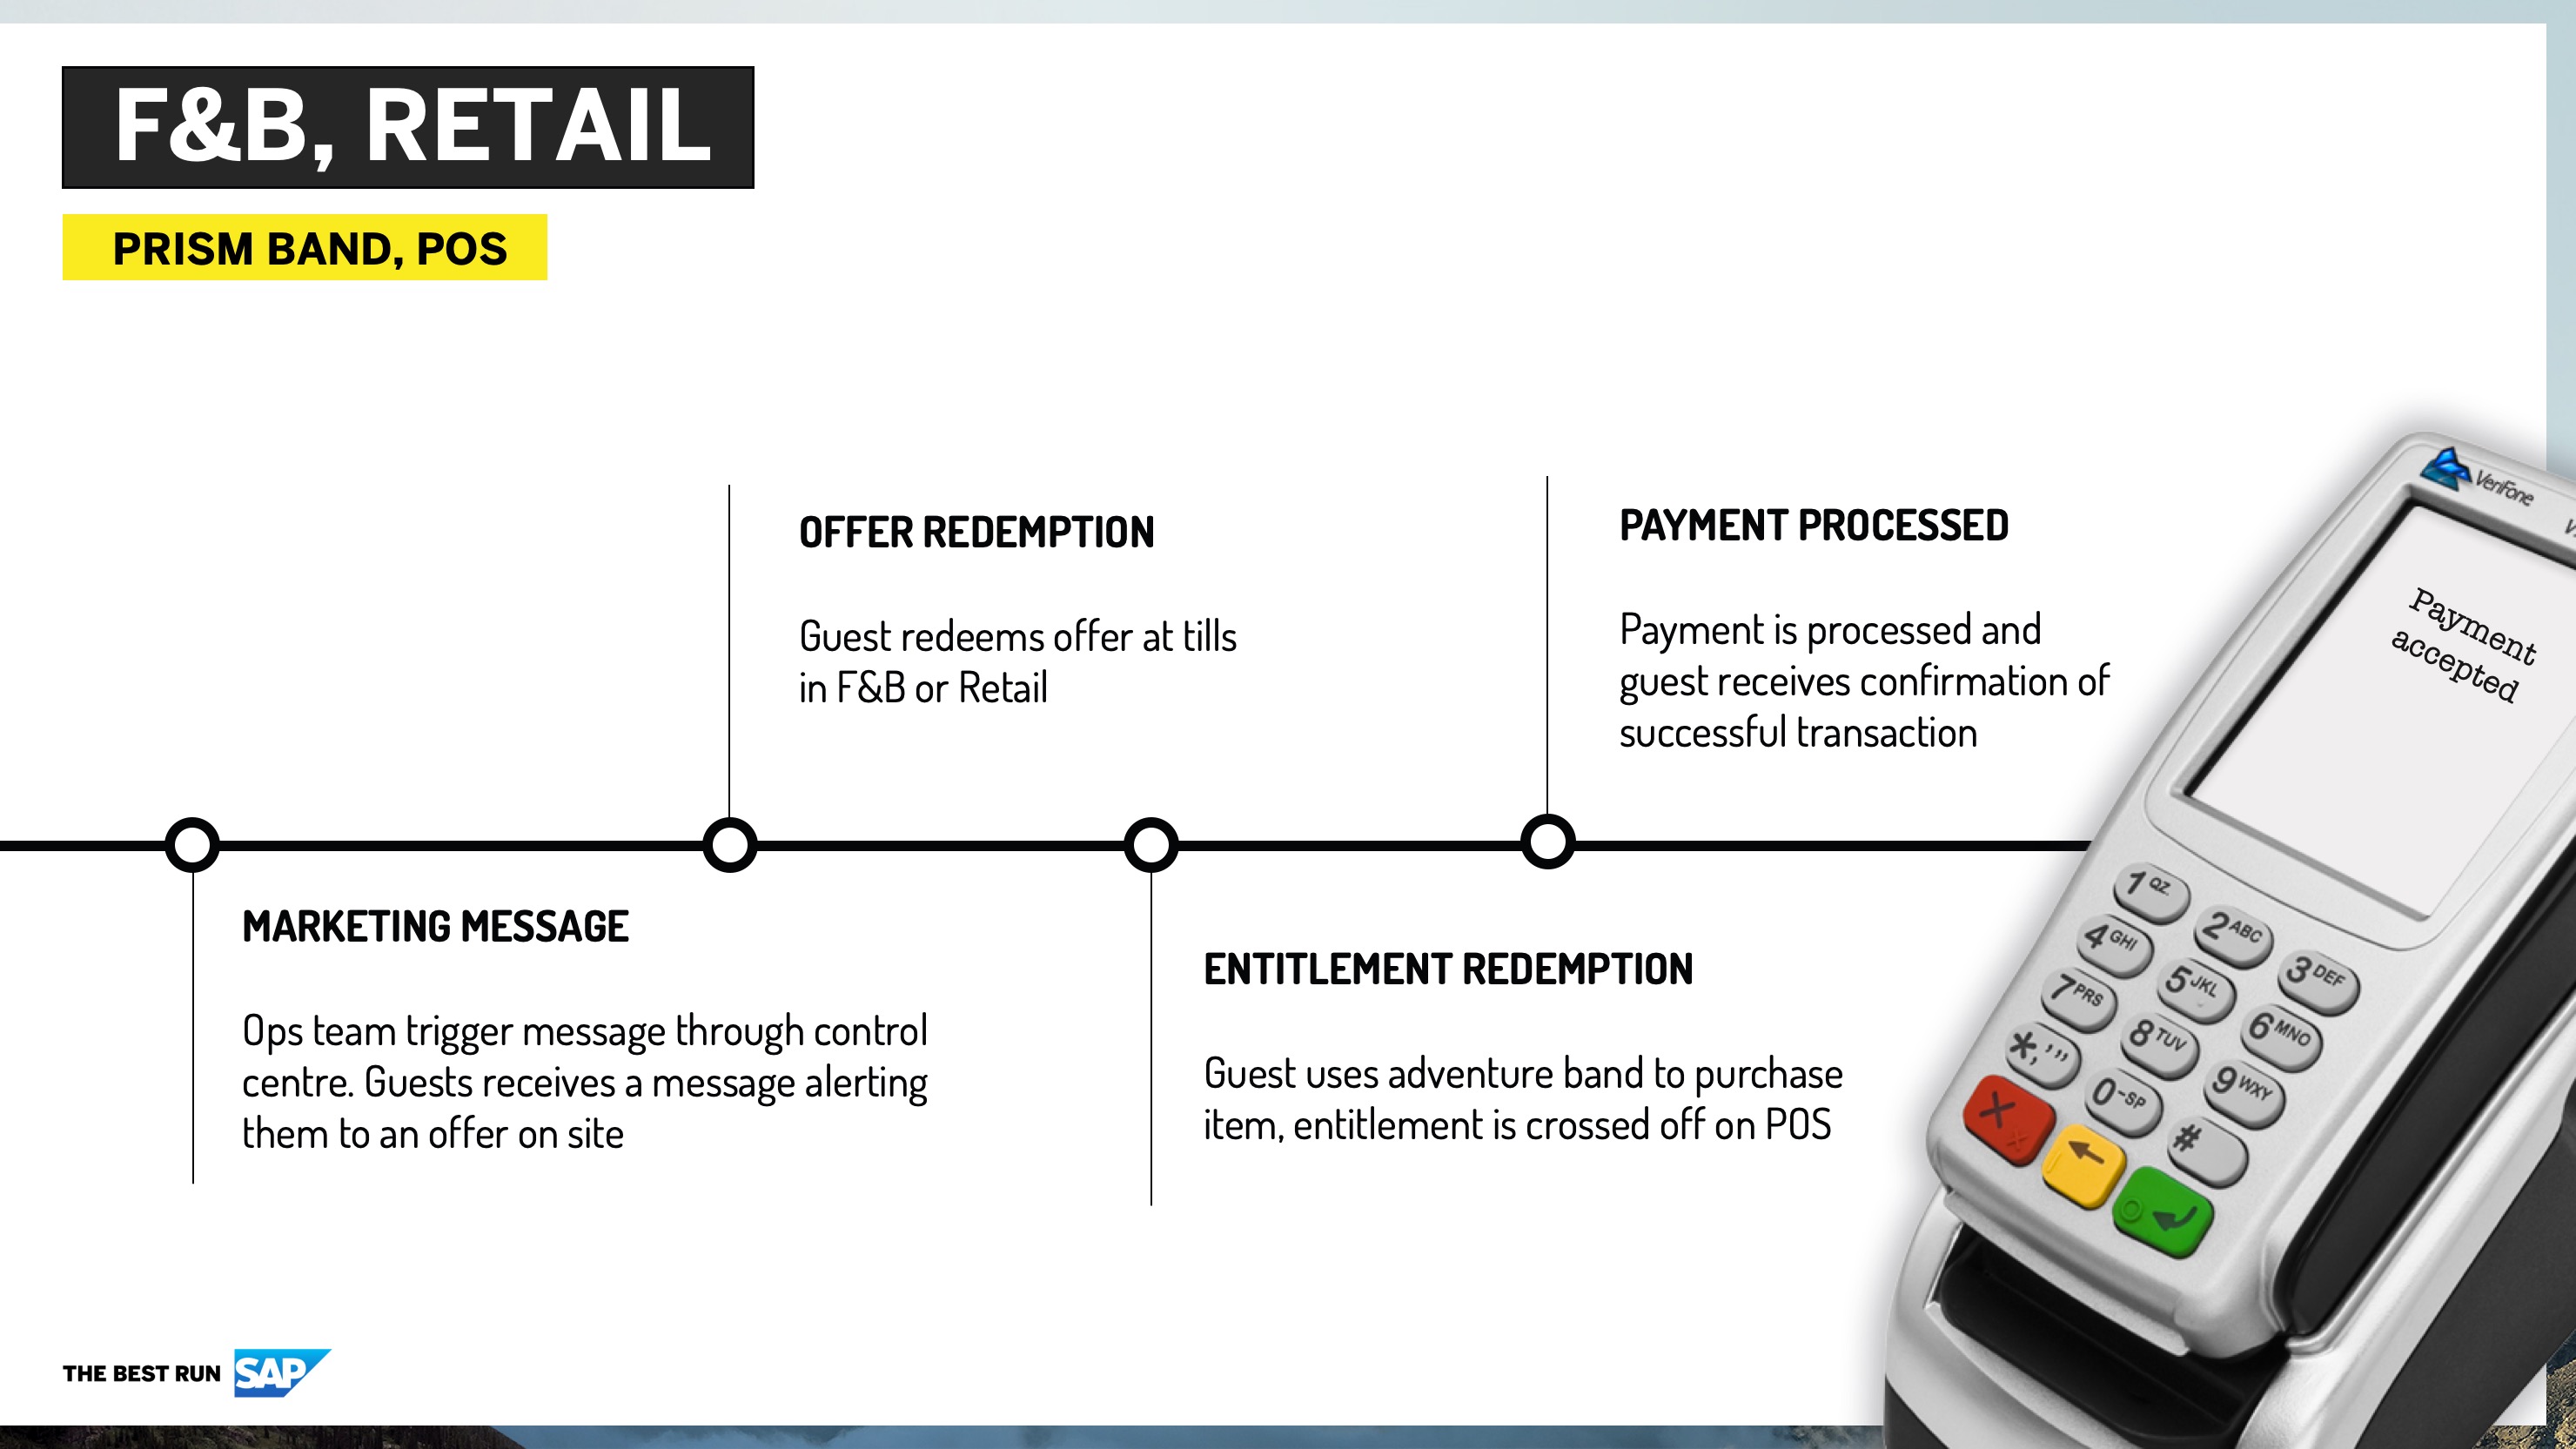 F&B, RETAIL
PRISM BAND, POS
OFFER REDEMPTION
Guest redeems offer at tills
in F&B or Retail
PAYMENT PROCESSED
Payment is processed and
guest receives confirmation of
successful transaction
MARKETING MESSAGE
Ops team trigger message through control
centre. Guests receives a message alerting
them to an offer on site
ENTITLEMENT REDEMPTION
Guest uses adventure band to purchase
item, entitlement is crossed off on POS
VeriFone
Payment
accepted
1 QZ.
2 ABC
3 DEF
4 GHI
5 JKL
6 MNO
7 PRS
8 TUV
9 WXY
*,'"
0 -SP
#
THE BEST RUN SAP